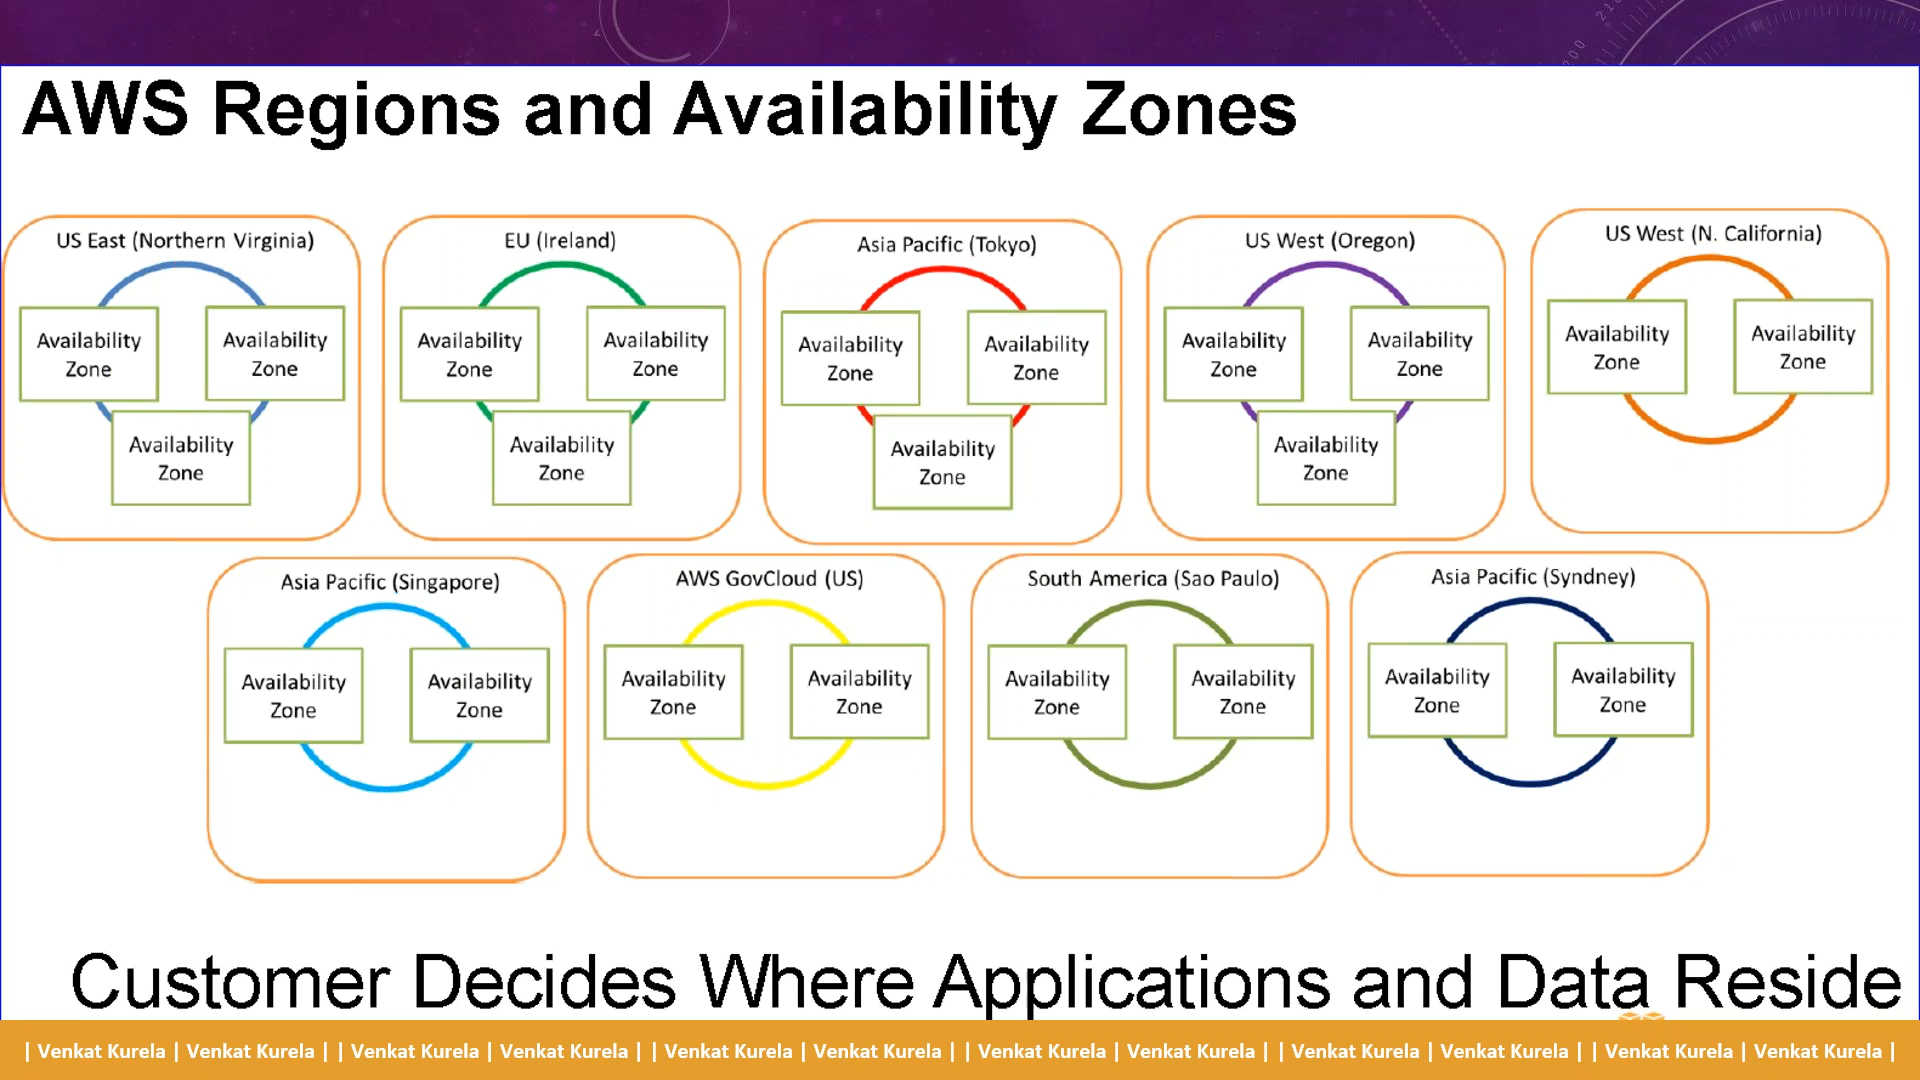 AWS Regions and Availability Zones
US East (Northern Virginia)
Availability
Zone
Availability
Zone
Availability
Zone
EU (Ireland)
Availability
Zone
Availability
Zone
Availability
Zone
Asia Pacific (Tokyo)
Availability
Zone
Availability
Zone
Availability
Zone
US West (Oregon)
Availability
Zone
Availability
Zone
Availability
Zone
US West (N. California)
Availability
Zone
Availability
Zone
Asia Pacific (Singapore)
Availability
Zone
Availability
Zone
AWS GovCloud (US)
Availability
Zone
Availability
Zone
South America (Sao Paulo)
Availability
Zone
Availability
Zone
Asia Pacific (Syndney)
Availability
Zone
Availability
Zone
Customer Decides Where Applications and Data Reside
| Venkat Kurela | Venkat Kurela | | Venkat Kurela | Venkat Kurela | | Venkat Kurela | Venkat Kurela | | Venkat Kurela | Venkat Kurela | | Venkat Kurela | Venkat Kurela | | Venkat Kurela | Venkat Kurela |